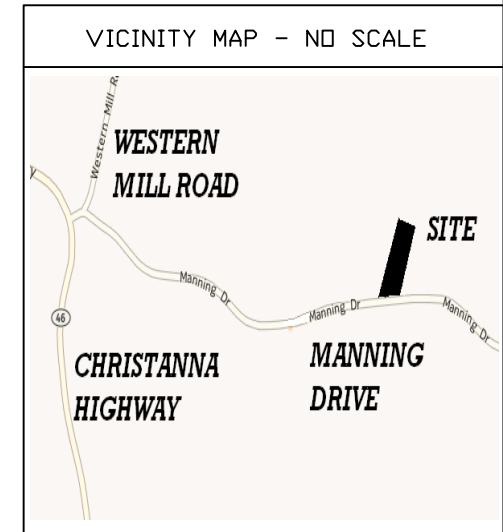 VICINITY MAP - NO SCALE
Western Mill R
WESTERN
MILL ROAD
SITE
Manning Dr
Manning Dr
Manning Dr
46
CHRISTANNA
HIGHWAY
MANNING
DRIVE